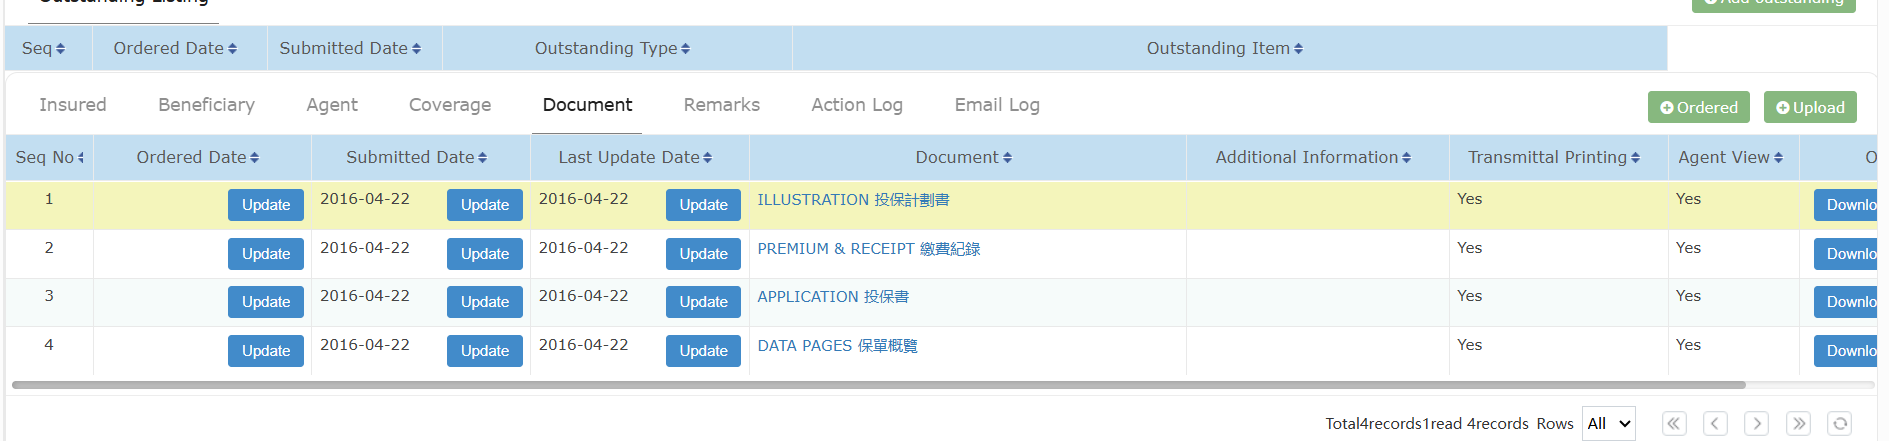 Outstanding Listing
Add outstanding
Seq Ordered Date Submitted Date Outstanding Type Outstanding Item
Insured Beneficiary Agent Coverage Document Remarks Action Log Email Log Ordered Upload
Seq No Ordered Date Submitted Date Last Update Date Document Additional Information Transmittal Printing Agent View O
1 Update 2016-04-22 Update 2016-04-22 Update ILLUSTRATION 投保計劃書 Yes Yes Downlo
2 Update 2016-04-22 Update 2016-04-22 Update PREMIUM & RECEIPT 繳費紀錄 Yes Yes Downlo
3 Update 2016-04-22 Update 2016-04-22 Update APPLICATION 投保書 Yes Yes Downlo
4 Update 2016-04-22 Update 2016-04-22 Update DATA PAGES 保單概覽 Yes Yes Downlo
Total4records1read 4records Rows All